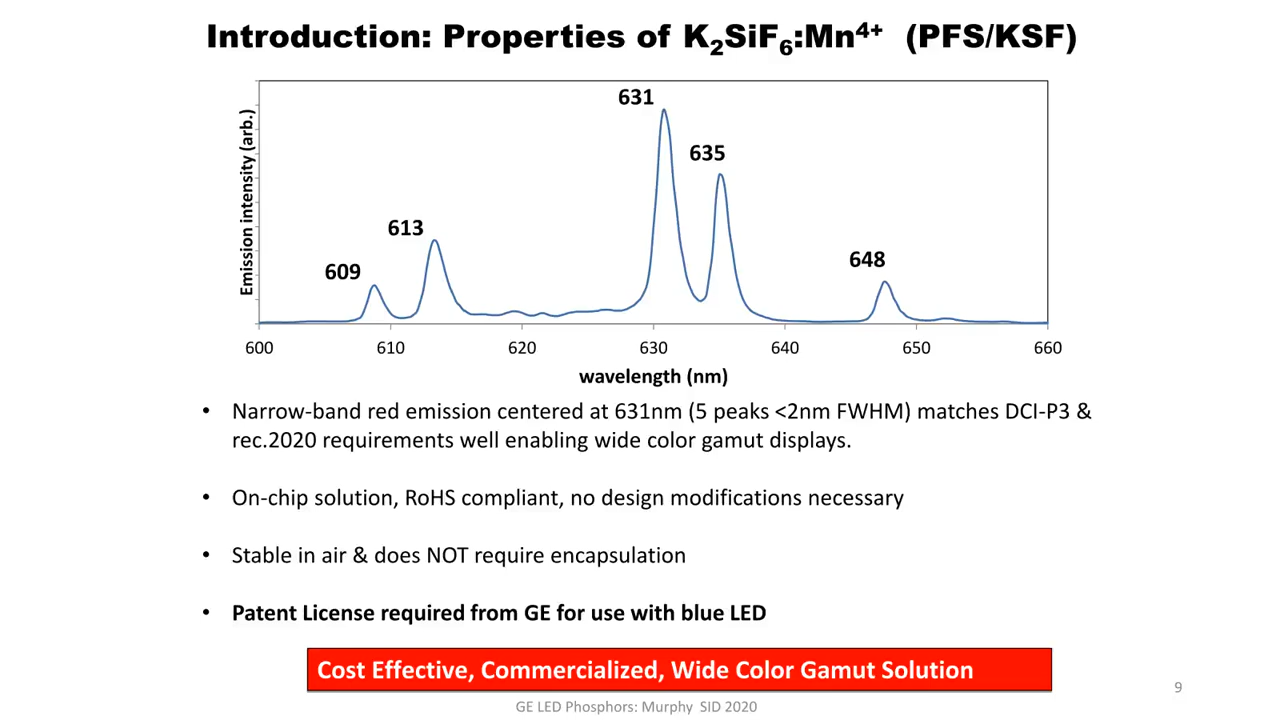 Introduction: Properties of K₂SiF₆:Mn⁴⁺ (PFS/KSF)
Emission intensity (arb.)
631
635
613
609
648
600 610 620 630 640 650 660
wavelength (nm)
• Narrow-band red emission centered at 631nm (5 peaks <2nm FWHM) matches DCI-P3 &
rec.2020 requirements well enabling wide color gamut displays.
• On-chip solution, RoHS compliant, no design modifications necessary
• Stable in air & does NOT require encapsulation
• Patent License required from GE for use with blue LED
Cost Effective, Commercialized, Wide Color Gamut Solution
9
GE LED Phosphors: Murphy SID 2020